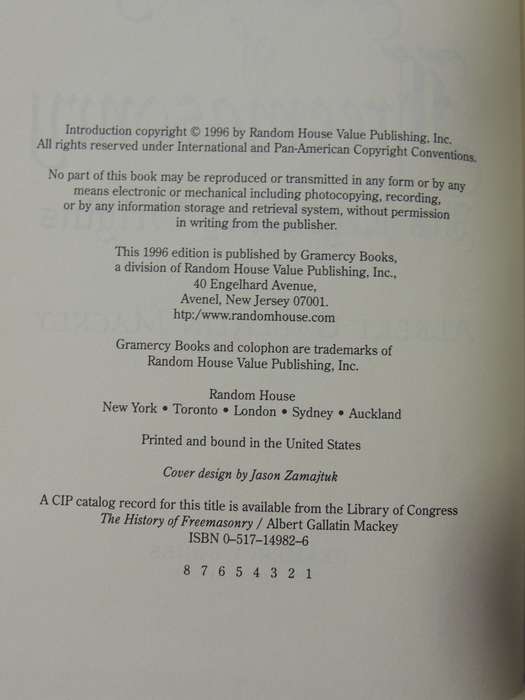 Introduction copyright © 1996 by Random House Value Publishing, Inc.
All rights reserved under International and Pan-American Copyright Conventions.
No part of this book may be reproduced or transmitted in any form or by any
means electronic or mechanical including photocopying, recording,
or by any information storage and retrieval system, without permission
in writing from the publisher.
This 1996 edition is published by Gramercy Books,
a division of Random House Value Publishing, Inc.,
40 Engelhard Avenue,
Avenel, New Jersey 07001.
http:/www.randomhouse.com
Gramercy Books and colophon are trademarks of
Random House Value Publishing, Inc.
Random House
New York • Toronto • London • Sydney • Auckland
Printed and bound in the United States
Cover design by Jason Zamajtuk
A CIP catalog record for this title is available from the Library of Congress
The History of Freemasonry / Albert Gallatin Mackey
ISBN 0–517–14982–6
8 7 6 5 4 3 2 1